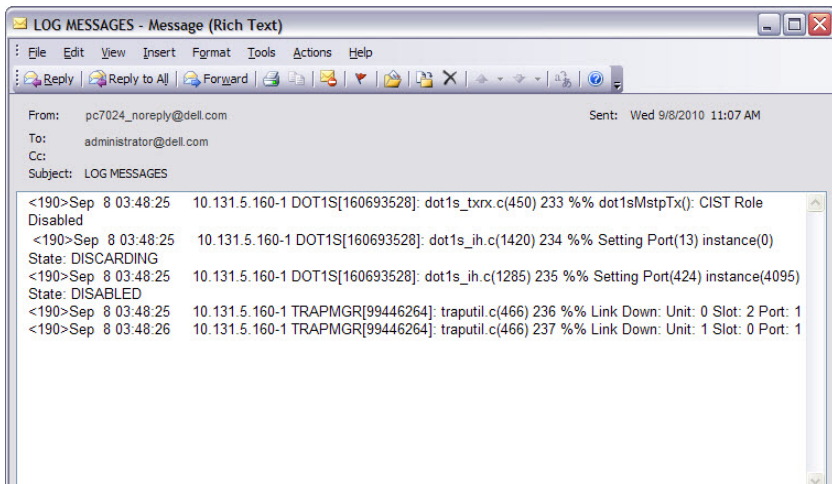 LOG MESSAGES - Message (Rich Text)
File Edit View Insert Format Tools Actions Help
Reply Reply to All Forward
From: pc7024_noreply@dell.com Sent: Wed 9/8/2010 11:07 AM
To: administrator@dell.com
Cc:
Subject: LOG MESSAGES
<190>Sep 8 03:48:25 10.131.5.160-1 DOT1S[160693528]: dot1s_txrx.c(450) 233 %% dot1sMstpTx(): CIST Role
Disabled
<190>Sep 8 03:48:25 10.131.5.160-1 DOT1S[160693528]: dot1s_ih.c(1420) 234 %% Setting Port(13) instance(0)
State: DISCARDING
<190>Sep 8 03:48:25 10.131.5.160-1 DOT1S[160693528]: dot1s_ih.c(1285) 235 %% Setting Port(424) instance(4095)
State: DISABLED
<190>Sep 8 03:48:25 10.131.5.160-1 TRAPMGR[99446264]: traputil.c(466) 236 %% Link Down: Unit: 0 Slot: 2 Port: 1
<190>Sep 8 03:48:26 10.131.5.160-1 TRAPMGR[99446264]: traputil.c(466) 237 %% Link Down: Unit: 1 Slot: 0 Port: 1